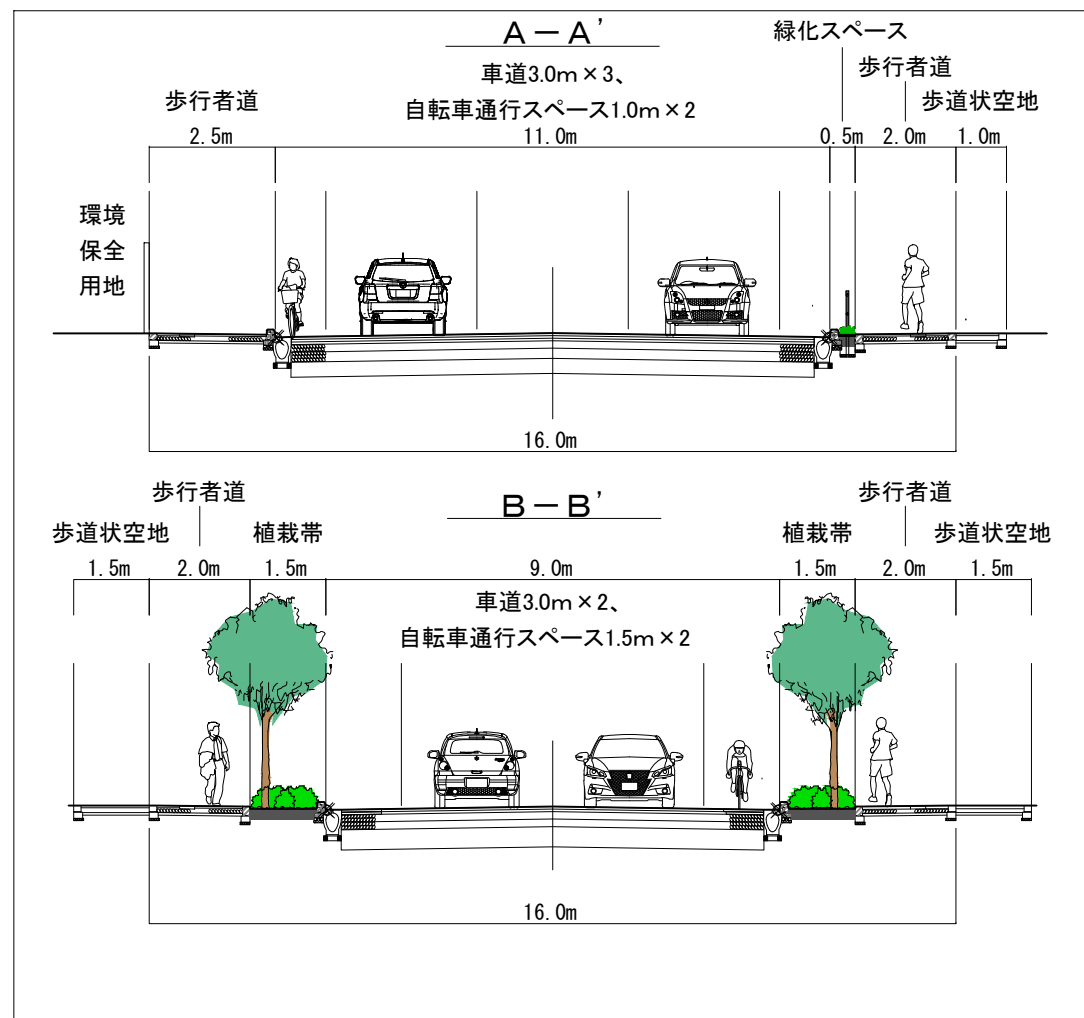 A－A’
緑化スペース
車道3.0m×3、
歩行者道
歩行者道
自転車通行スペース1.0m×2
歩道状空地
2.5m
11.0m
0.5m
2.0m
1.0m
環境
保全
用地
16.0m
歩行者道
B－B’
歩行者道
歩道状空地
植栽帯
植栽帯
歩道状空地
1.5m
2.0m
1.5m
9.0m
1.5m
2.0m
1.5m
車道3.0m×2、
自転車通行スペース1.5m×2
16.0m